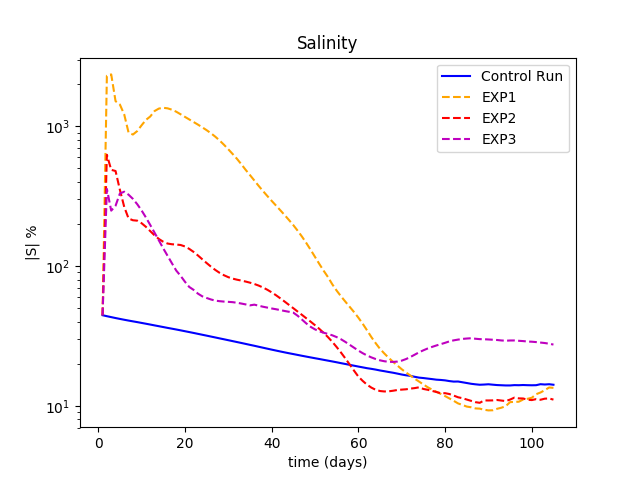 Salinity
|S| %
10³
10²
10¹
Control Run
EXP1
EXP2
EXP3
0 20 40 60 80 100
time (days)